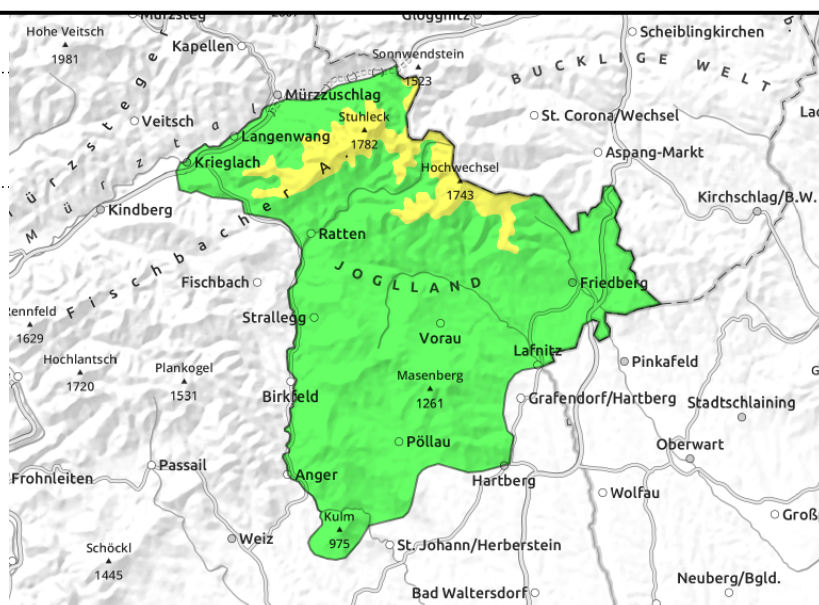 Mürzsteg
Gloggnitz
Hohe Veitsch
1981
Kapellen
Scheiblingkirchen
Sonnwendstein
1523
BUCKLIGE WELT
Mürzzuschlag
Veitsch
Stuhleck
1782
St. Corona/Wechsel
Langenwang
Krieglach
Hochwechsel
1743
Aspang-Markt
Kirchschlag/B.W.
Mürztal
Kindberg
Fischbacher A.
Ratten
JOGLLAND
Fischbach
Friedberg
Strallegg
Rennfeld
1629
Vorau
Lafnitz
Hochlantsch
1720
Plankogel
1531
Masenberg
1261
Pinkafeld
Birkfeld
Grafendorf/Hartberg
Stadtschlaining
Pöllau
Oberwart
Passail
Anger
Hartberg
Frohnleiten
Wolfau
Kulm
975
Weiz
St. Johann/Herberstein
Schöckl
1445
Neuberg/Bgld.
Bad Waltersdorf